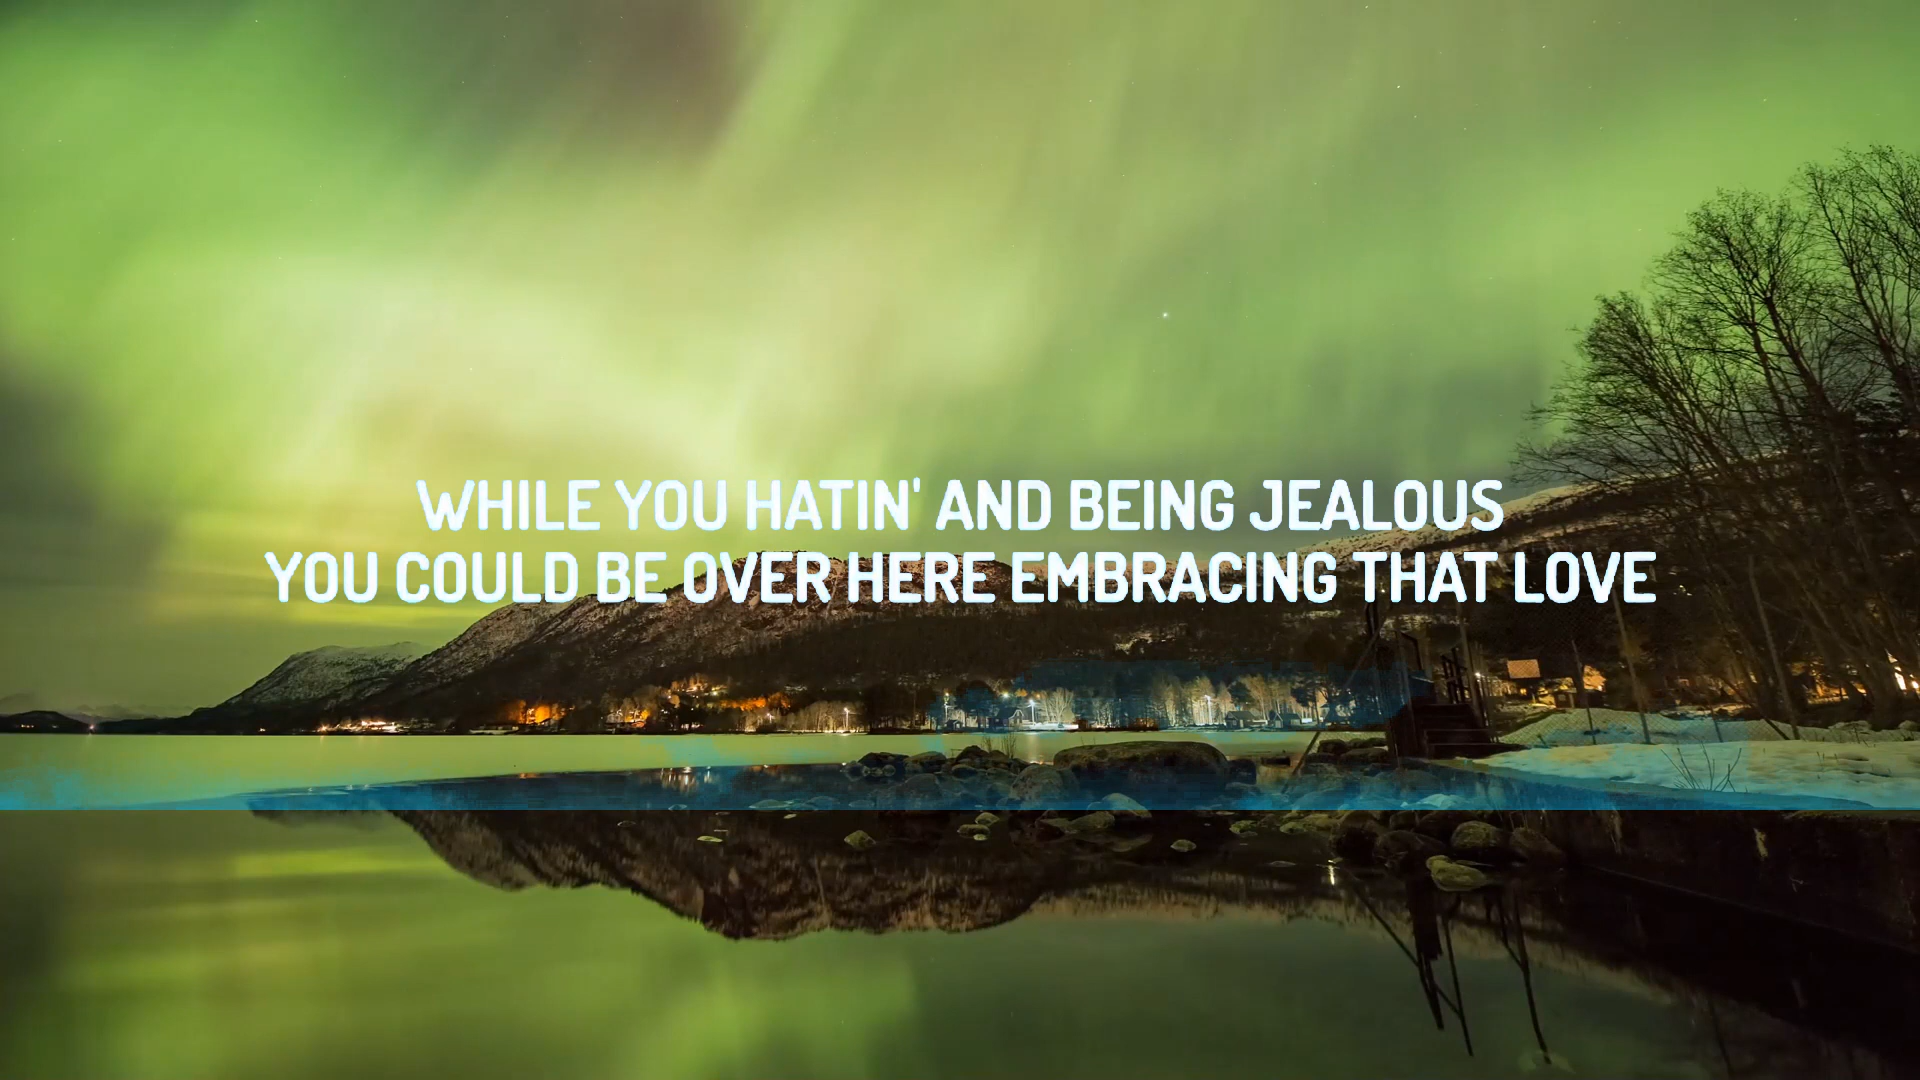 WHILE YOU HATIN' AND BEING JEALOUS
YOU COULD BE OVER HERE EMBRACING THAT LOVE